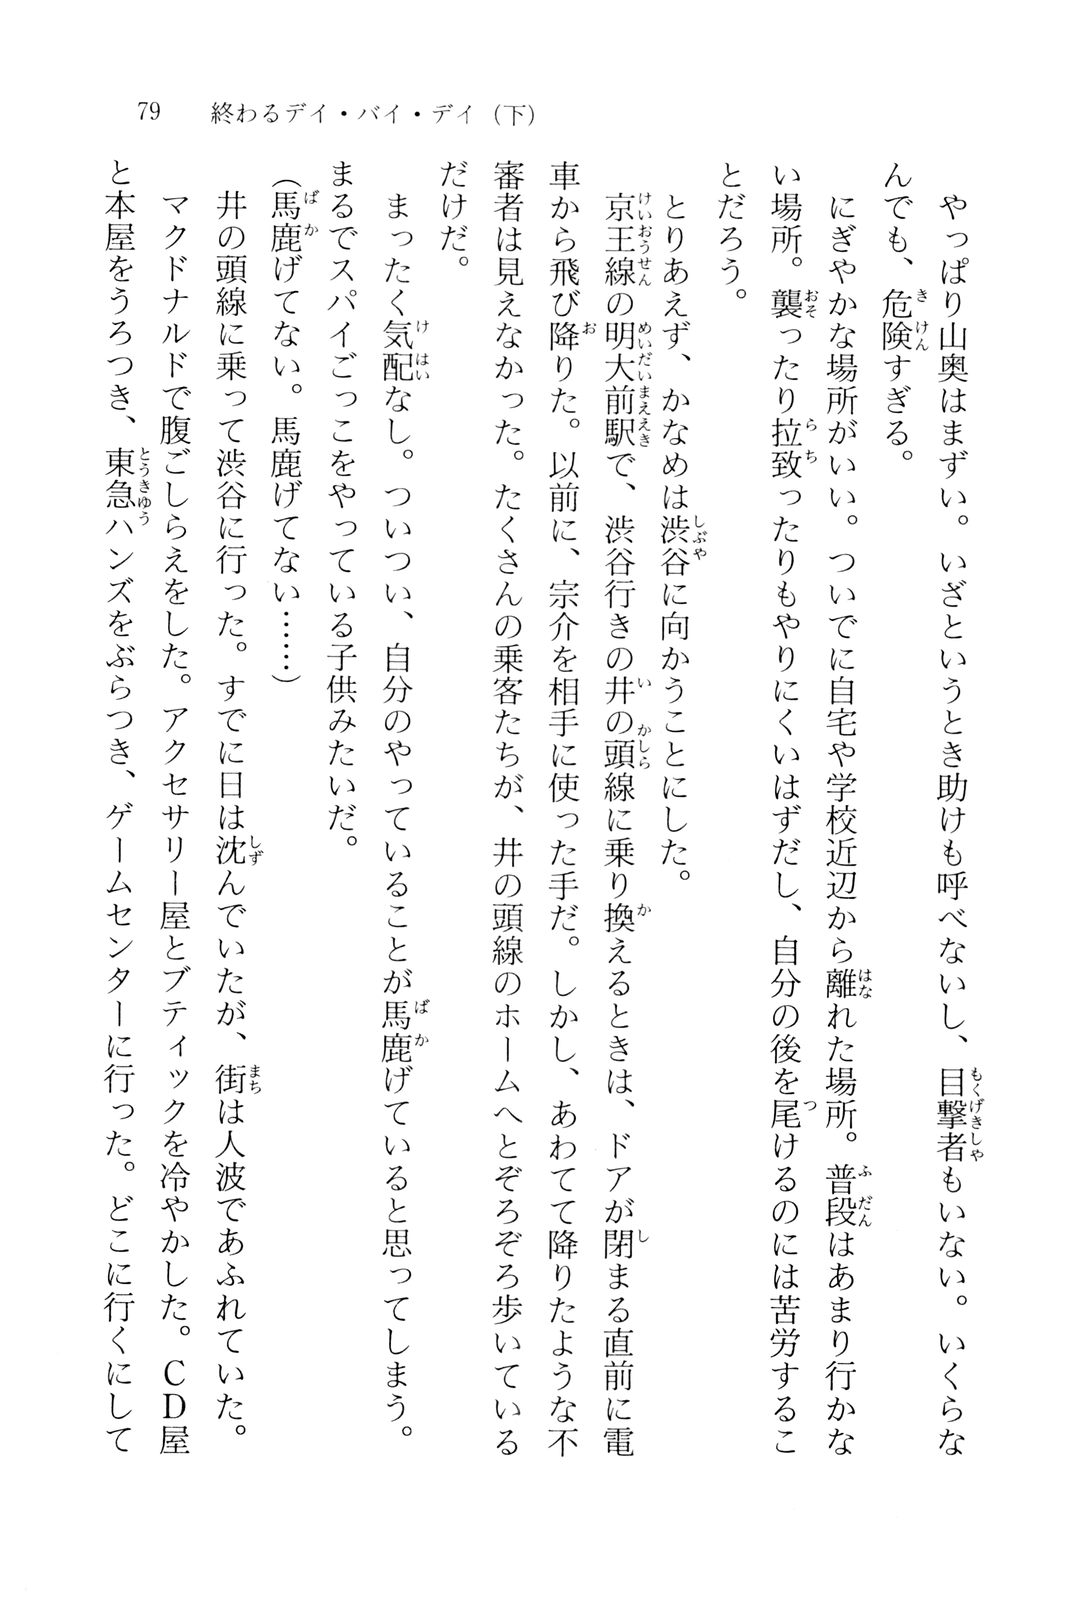 79　終わるデイ・バイ・デイ（下）
　やっぱり山奥はまずい。いざというとき助けも呼べないし、目撃者もいない。いくらな
んでも、危険すぎる。
　にぎやかな場所がいい。ついでに自宅や学校近辺から離れた場所。普段はあまり行かな
い場所。襲ったり拉致ったりもやりにくいはずだし、自分の後を尾けるのには苦労するこ
とだろう。
　とりあえず、かなめは渋谷に向かうことにした。
　京王線の明大前駅で、渋谷行きの井の頭線に乗り換えるときは、ドアが閉まる直前に電
車から飛び降りた。以前に、宗介を相手に使った手だ。しかし、あわてて降りたような不
審者は見えなかった。たくさんの乗客たちが、井の頭線のホームへとぞろぞろ歩いている
だけだ。
　まったく気配なし。ついつい、自分のやっていることが馬鹿げていると思ってしまう。
まるでスパイごっこをやっている子供みたいだ。
（馬鹿げてない。馬鹿げてない……）
　井の頭線に乗って渋谷に行った。すでに日は沈んでいたが、街は人波であふれていた。
　マクドナルドで腹ごしらえをした。アクセサリー屋とブティックを冷やかした。ＣＤ屋
と本屋をうろつき、東急ハンズをぶらつき、ゲームセンターに行った。どこに行くにして